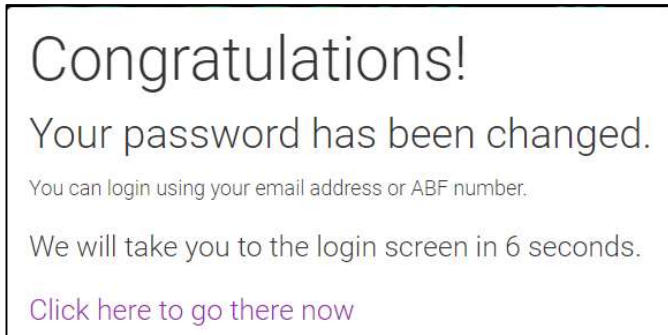 Congratulations!
Your password has been changed.
You can login using your email address or ABF number.
We will take you to the login screen in 6 seconds.
Click here to go there now